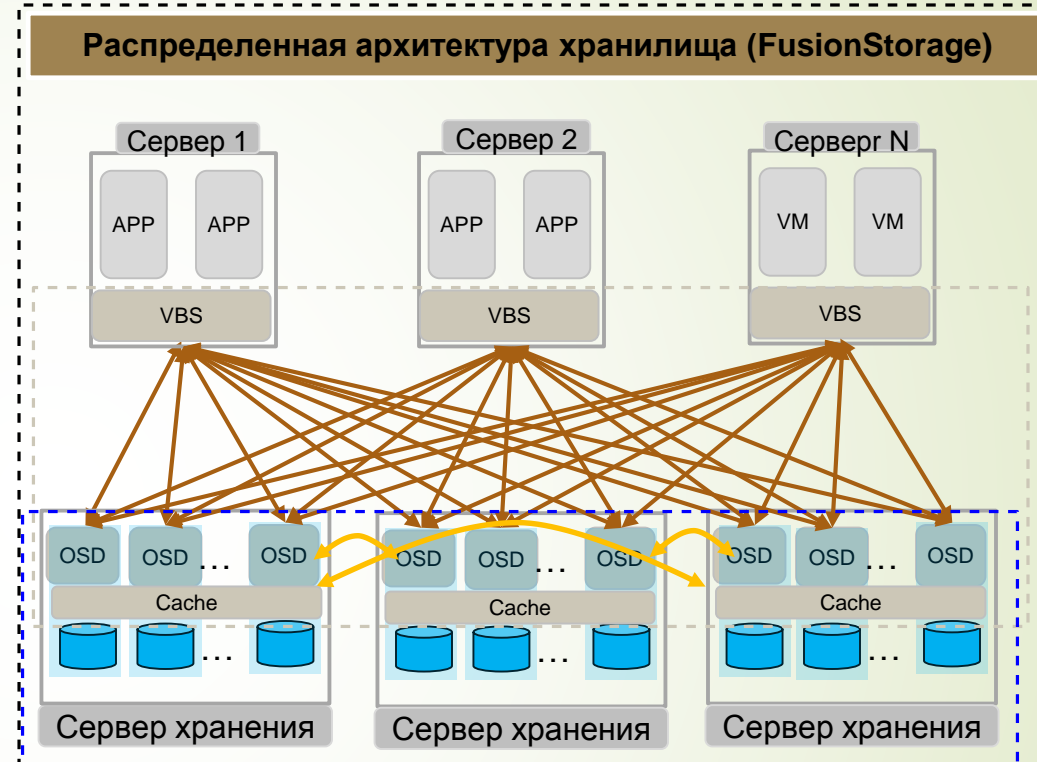 Распределенная архитектура хранилища (FusionStorage)
Сервер 1
Сервер 2
Серверг N
APP
APP
APP
APP
VM
VM
VBS
VBS
VBS
OSD
OSD
...
OSD
OSD
OSD
...
OSD
OSD
OSD
...
OSD
Cache
Cache
Cache
...
...
...
Сервер хранения
Сервер хранения
Сервер хранения